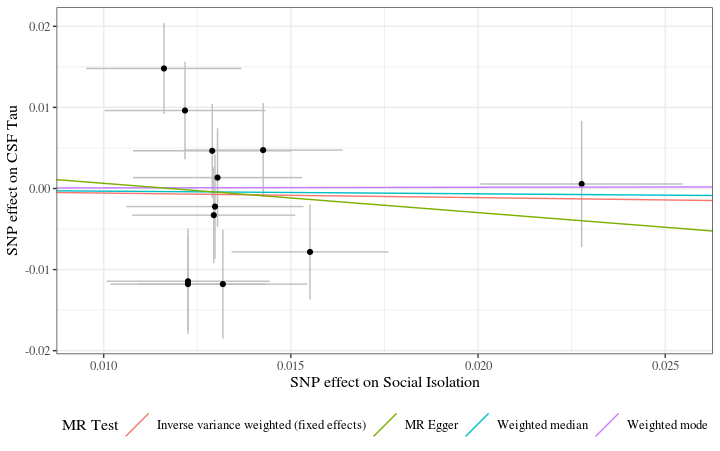 0.02
0.01
0.00
-0.01
-0.02
SNP effect on CSF Tau
0.010 0.015 0.020 0.025
SNP effect on Social Isolation
MR Test Inverse variance weighted (fixed effects) MR Egger Weighted median Weighted mode